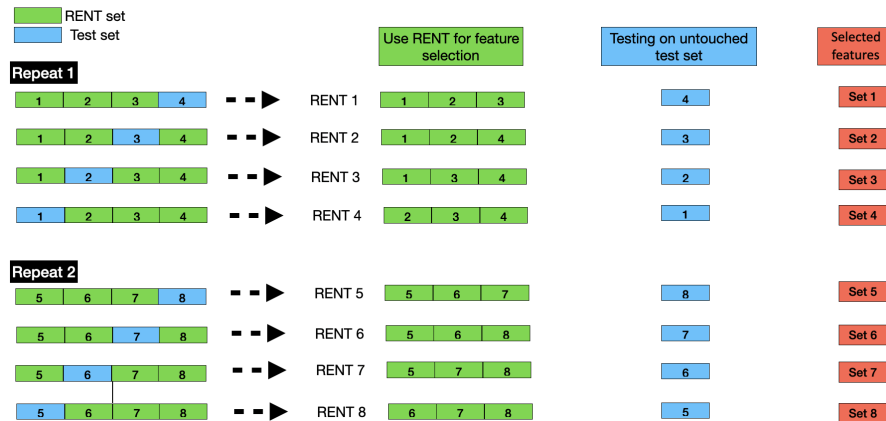 RENT set
Test set
Use RENT for feature
selection
Testing on untouched
test set
Selected
features
Repeat 1
1 2 3 4 RENT 1 1 2 3 4 Set 1
1 2 3 4 RENT 2 1 2 4 3 Set 2
1 2 3 4 RENT 3 1 3 4 2 Set 3
1 2 3 4 RENT 4 2 3 4 1 Set 4
Repeat 2
5 6 7 8 RENT 5 5 6 7 8 Set 5
5 6 7 8 RENT 6 5 6 8 7 Set 6
5 6 7 8 RENT 7 5 7 8 6 Set 7
5 6 7 8 RENT 8 6 7 8 5 Set 8